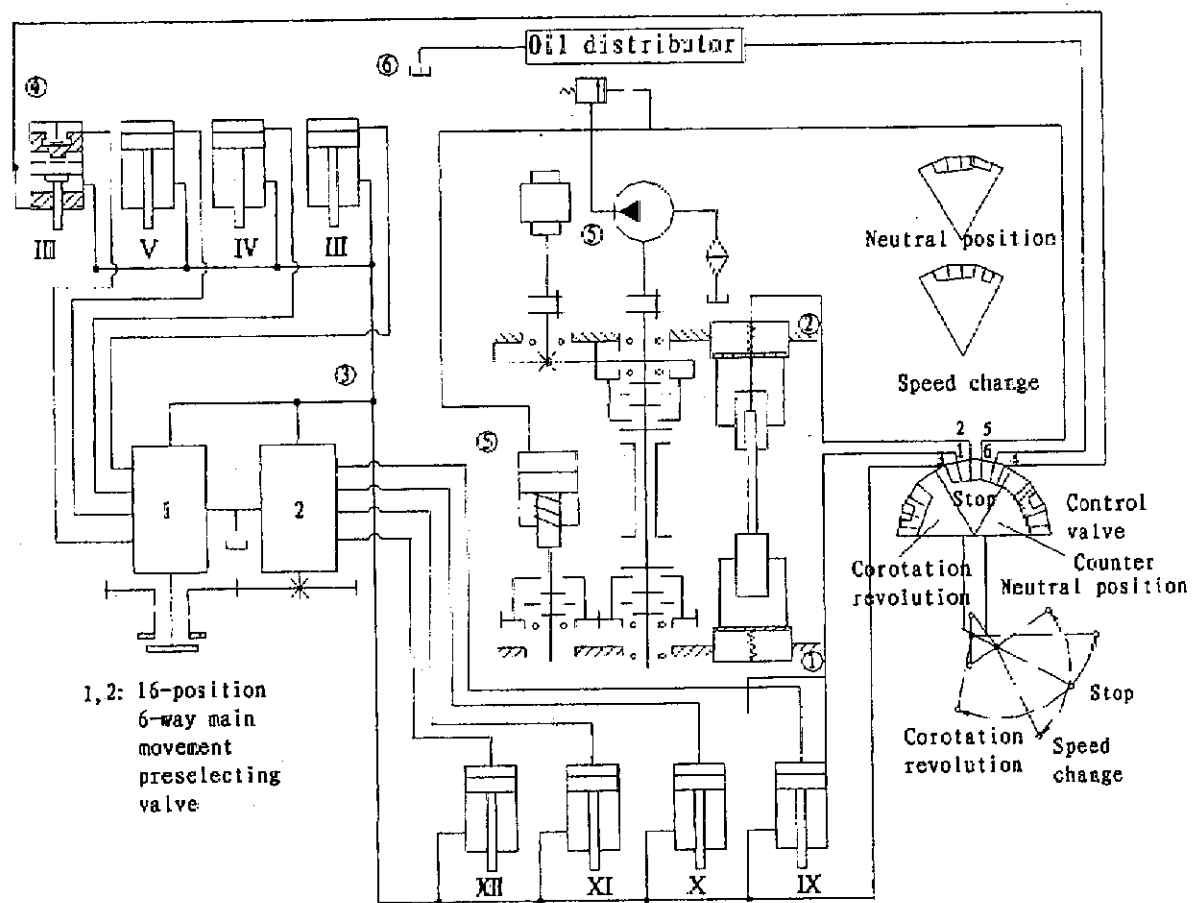 Oil distributor
⑥
④
III V IV III
⑤
Neutral position
②
Speed change
③
⑤
2 5
3 1 6 4
Stop
1 2
Control
valve
Corotation
revolution
Counter
Neutral position
①
1,2: 16-position
6-way main
movement
preselecting
valve
Stop
Corotation
revolution
Speed
change
XII XI X IX